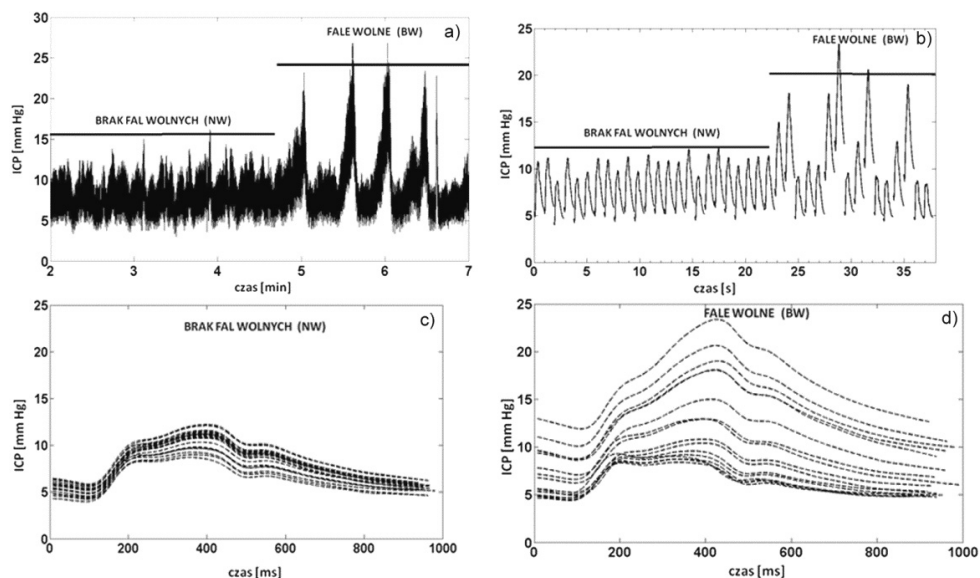 a)
FALE WOLNE (BW)
BRAK FAL WOLNYCH (NW)
ICP [mm Hg]
30
25
20
15
10
5
0
2 3 4 5 6 7
czas [min]
b)
FALE WOLNE (BW)
BRAK FAL WOLNYCH (NW)
ICP [mm Hg]
25
20
15
10
5
0
0 5 10 15 20 25 30 35
czas [s]
c)
BRAK FAL WOLNYCH (NW)
ICP [mm Hg]
25
20
15
10
5
0
0 200 400 600 800 1000
czas [ms]
d)
FALE WOLNE (BW)
ICP [mm Hg]
25
20
15
10
5
0
0 200 400 600 800 1000
czas [ms]